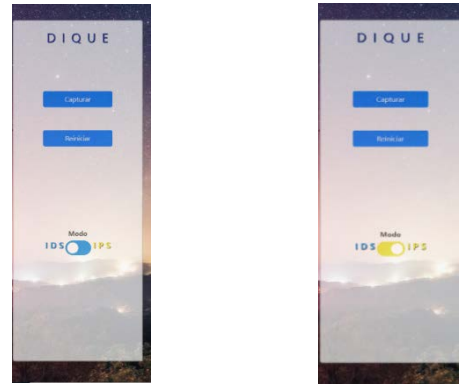 DIQUE
Capturar
Reiniciar
Modo
IDS IPS
DIQUE
Capturar
Reiniciar
Modo
IDS IPS